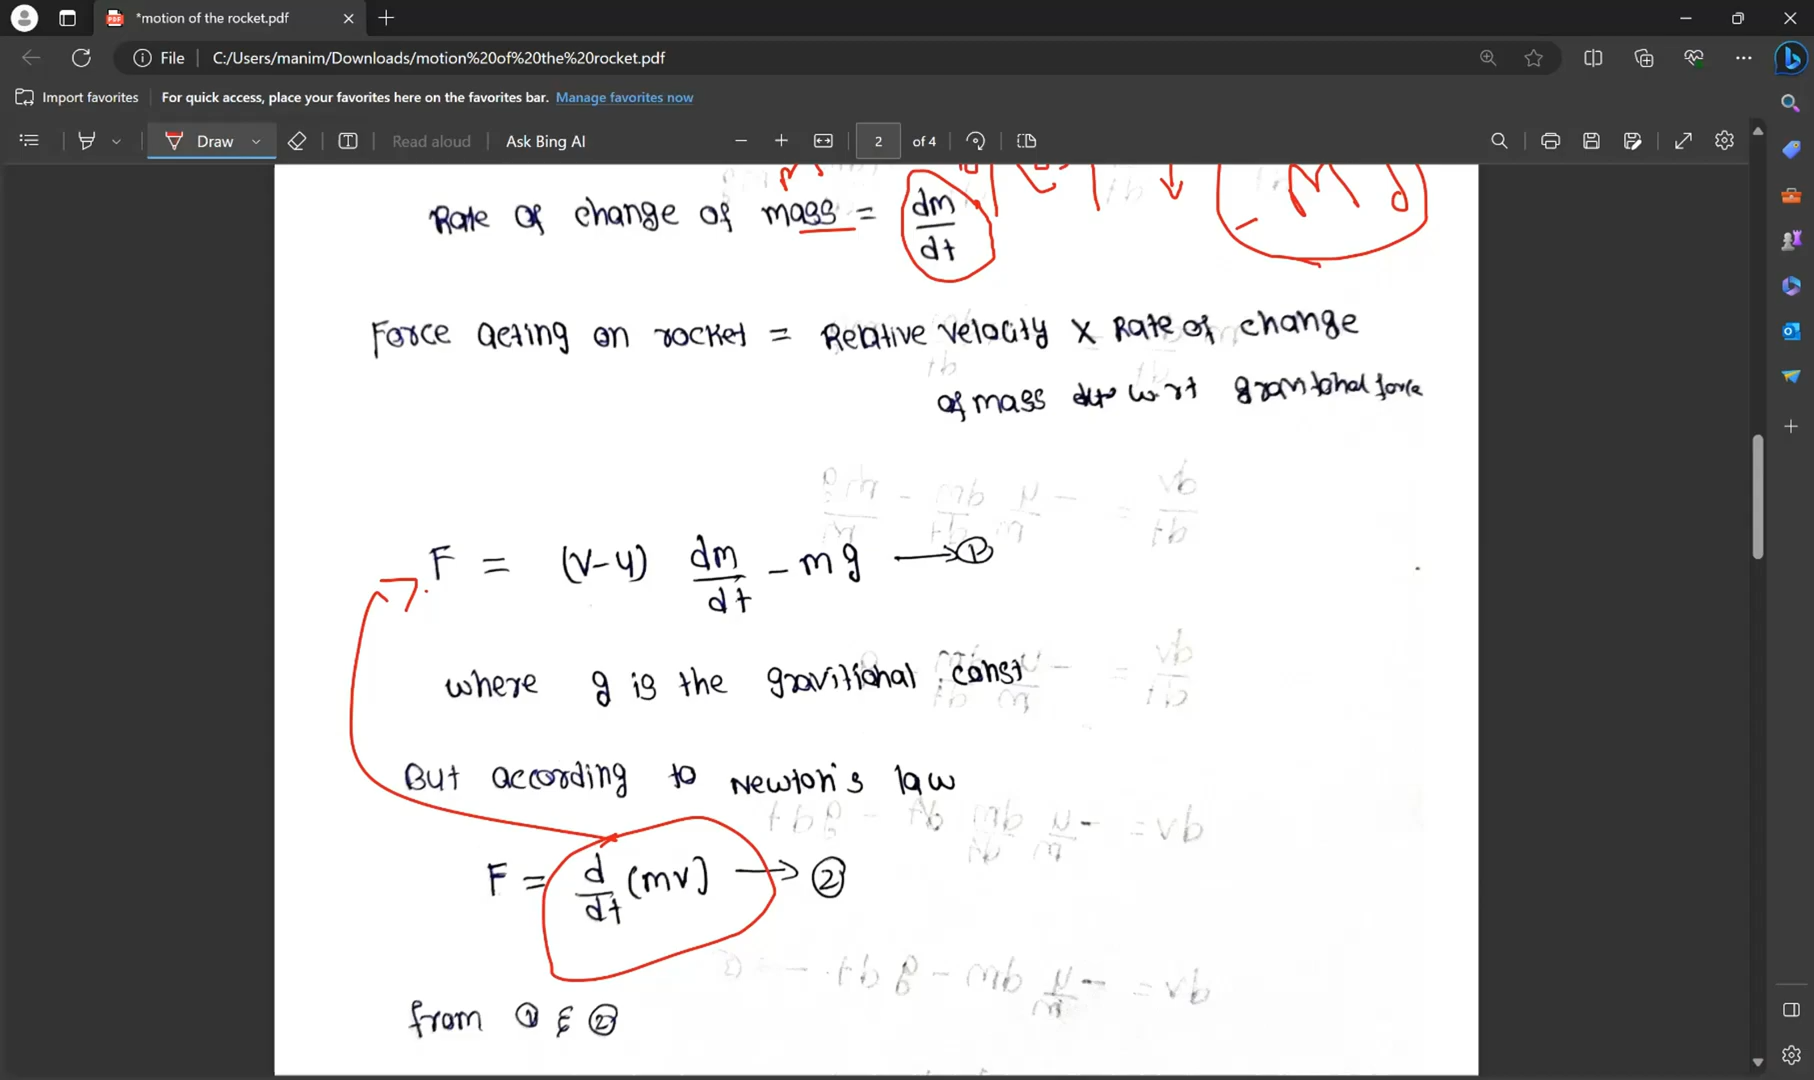 *motion of the rocket.pdf
File C:/Users/manim/Downloads/motion%20of%20the%20rocket.pdf
Import favorites For quick access, place your favorites here on the favorites bar. Manage favorites now
Draw Read aloud Ask Bing AI 2 of 4
Rate of change of mass = dm/dt
Force acting on rocket = Relative velocity x Rate of change
of mass w.r.t gravitohal force
F = (v-u) dm/dt - mg → ①
where g is the gravitional const
But according to Newton's law
F = d/dt (mv) → ②
from ① & ②